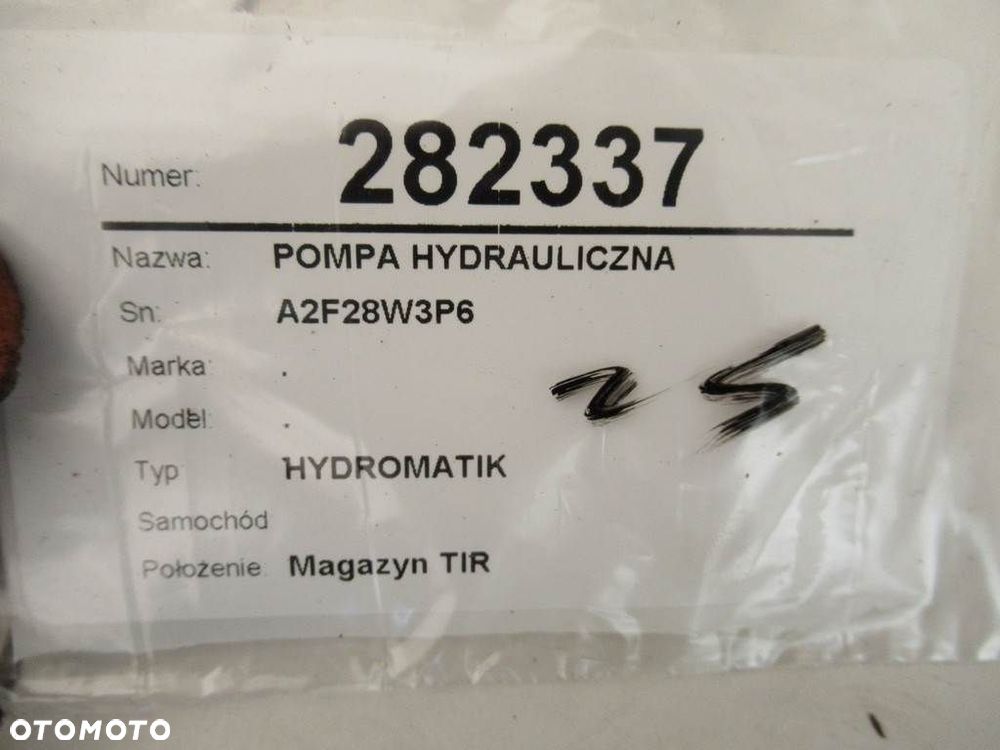 Numer: 282337
Nazwa: POMPA HYDRAULICZNA
Sn: A2F28W3P6
Marka: .
Model: .
Typ HYDROMATIK
Samochód
Położenie: Magazyn TIR
OTOMOTO